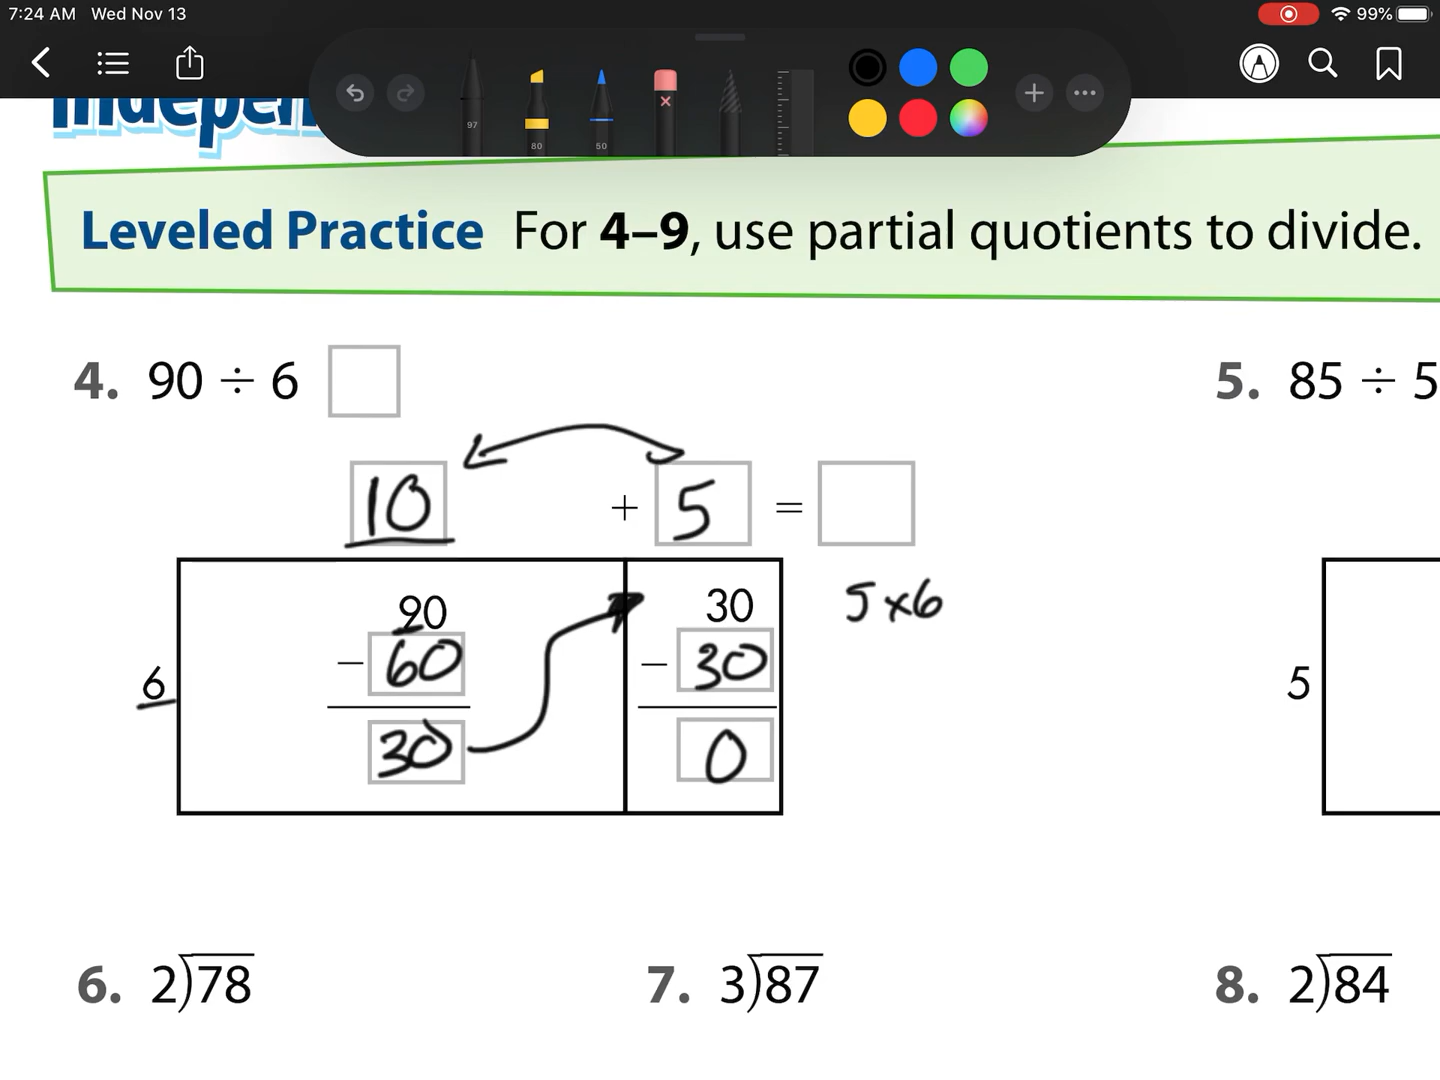 7:24 AM Wed Nov 13
99%
97
80
50
Leveled Practice For 4–9, use partial quotients to divide.
4. 90 ÷ 6
5. 85 ÷ 5
10 + 5 =
90
30
5 x 6
- 60
- 30
6
5
30
0
6. 2)78
7. 3)87
8. 2)84